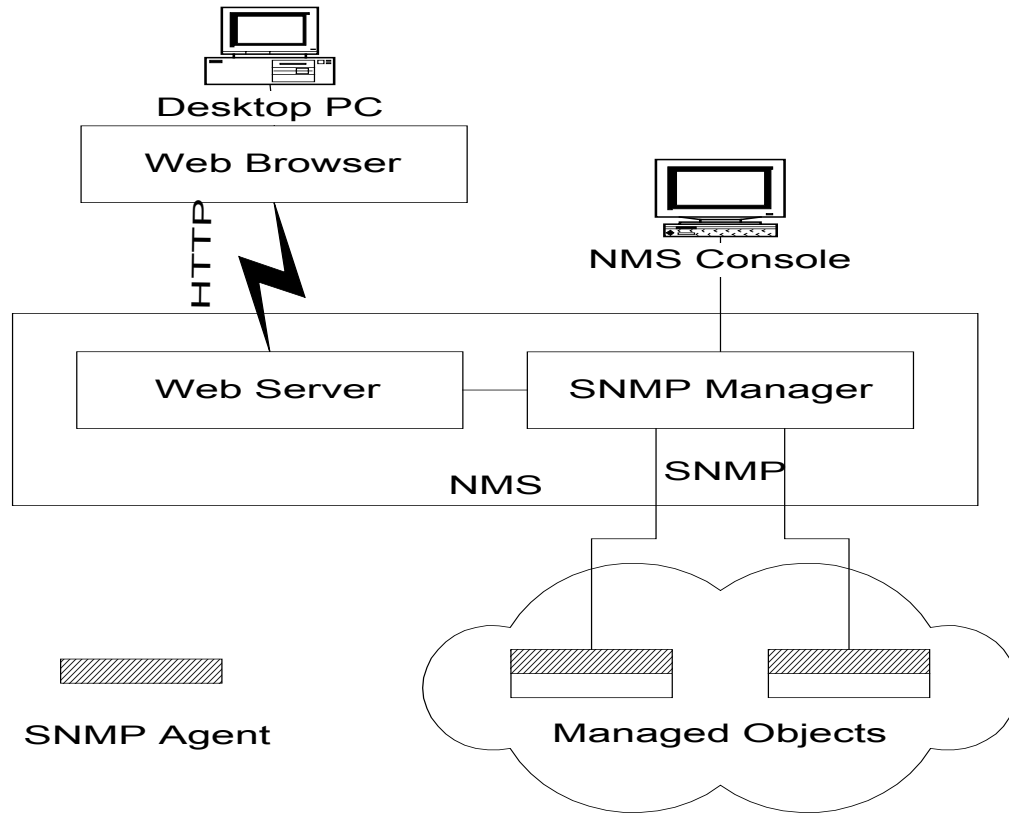 Desktop PC
Web Browser
HTTP
NMS Console
Web Server
SNMP Manager
SNMP
NMS
SNMP Agent
Managed Objects